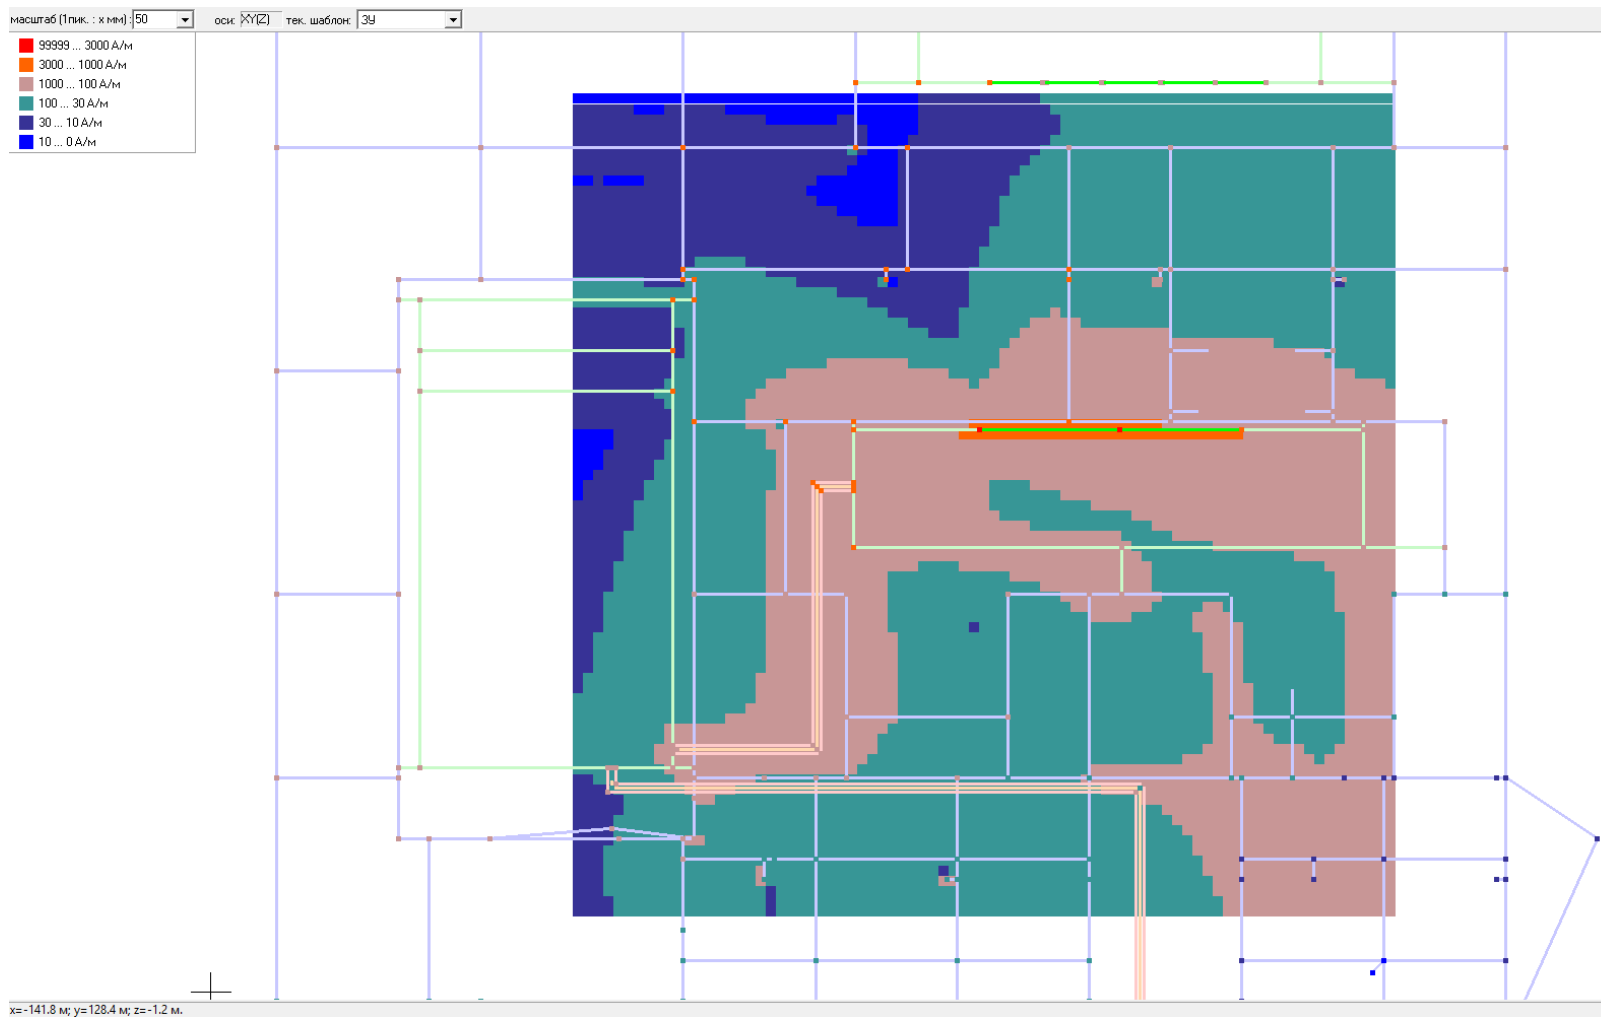 масштаб (1пик. : x мм) : 50 оси: XY(Z) тек. шаблон: ЗУ
99999 ... 3000 А/м
3000 ... 1000 А/м
1000 ... 100 А/м
100 ... 30 А/м
30 ... 10 А/м
10 ... 0 А/м
x=-141.8 м; y=128.4 м; z=-1.2 м.